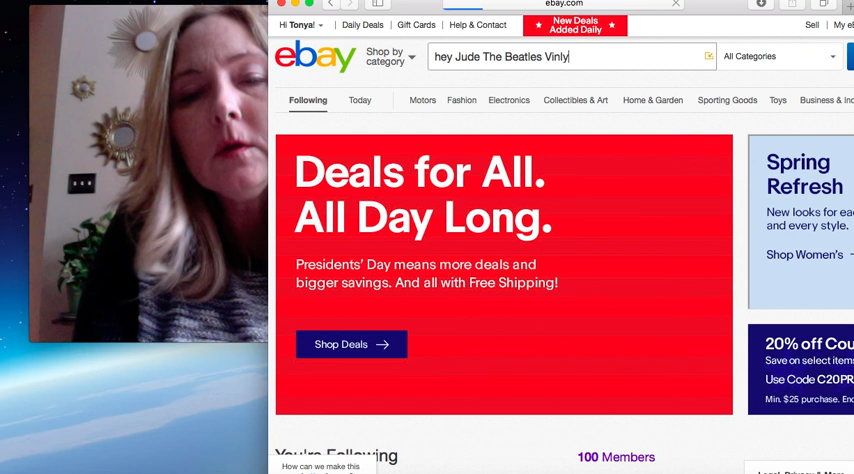 ebay.com
Hi Tonya! Daily Deals Gift Cards Help & Contact New Deals Added Daily Sell
ebay Shop by category hey Jude The Beatles Vinly All Categories
Following Today Motors Fashion Electronics Collectibles & Art Home & Garden Sporting Goods Toys Business &
Deals for All.
All Day Long.
Presidents' Day means more deals and
bigger savings. And all with Free Shipping!
Shop Deals
Spring
Refresh
New looks for
and every style.
Shop Women's
20% off
Save on select
Use Code
Min. $25 purchase.
You're Following
100 Members
How can we make this